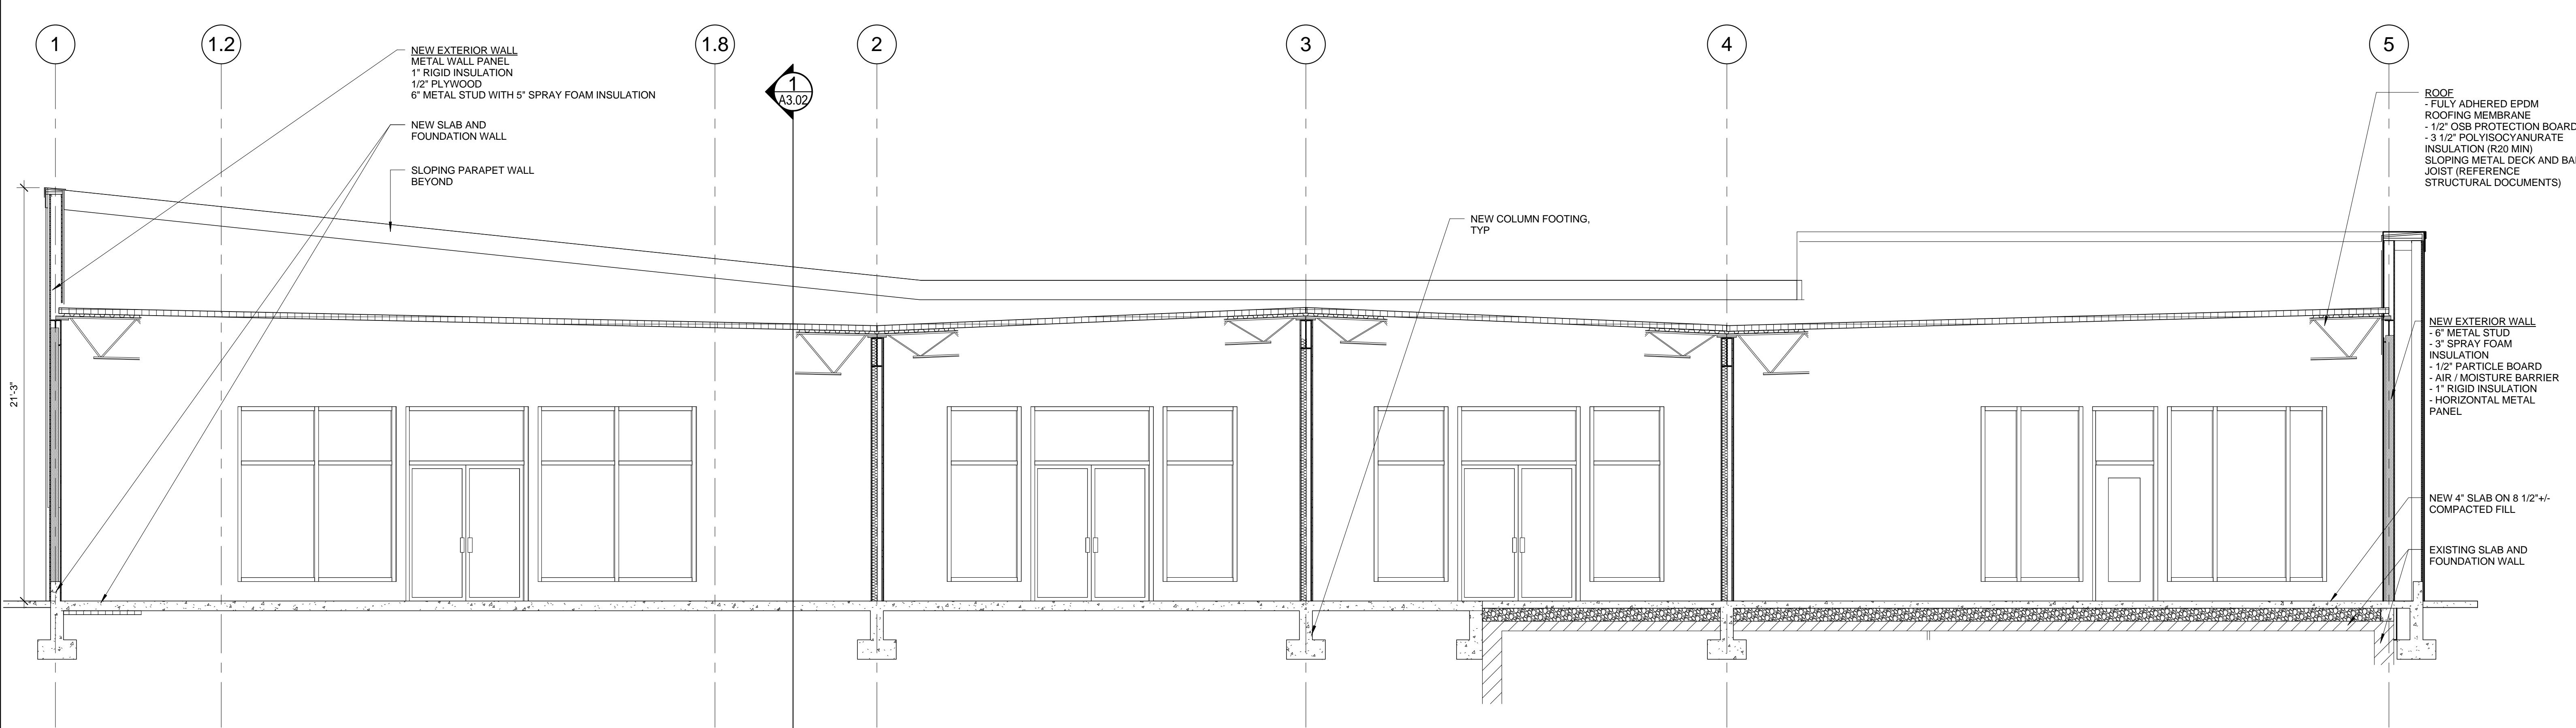 1
1.2
1.8
2
3
4
5
1
A3.02
NEW EXTERIOR WALL
METAL WALL PANEL
1" RIGID INSULATION
1/2" PLYWOOD
6" METAL STUD WITH 5" SPRAY FOAM INSULATION
NEW SLAB AND
FOUNDATION WALL
SLOPING PARAPET WALL
BEYOND
21'-3"
NEW COLUMN FOOTING,
TYP
ROOF
- FULY ADHERED EPDM
ROOFING MEMBRANE
- 1/2" OSB PROTECTION BOARD
- 3 1/2" POLYISOCYANURATE
INSULATION (R20 MIN)
SLOPING METAL DECK AND BA
JOIST (REFERENCE
STRUCTURAL DOCUMENTS)
NEW EXTERIOR WALL
- 6" METAL STUD
- 3" SPRAY FOAM
INSULATION
- 1/2" PARTICLE BOARD
- AIR / MOISTURE BARRIER
- 1" RIGID INSULATION
- HORIZONTAL METAL
PANEL
NEW 4" SLAB ON 8 1/2"+/-
COMPACTED FILL
EXISTING SLAB AND
FOUNDATION WALL